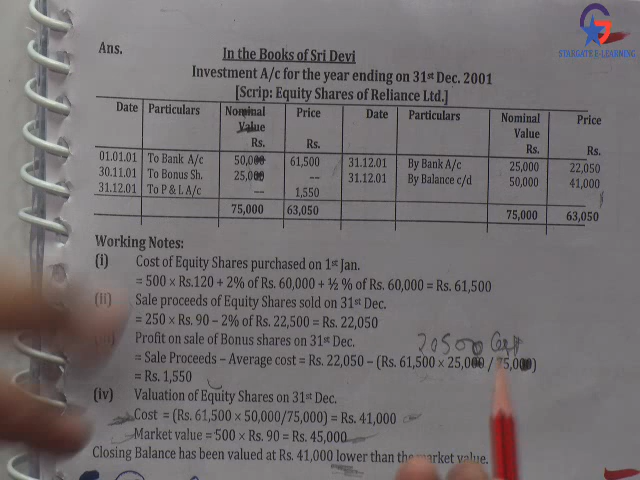 STARGATE E-LEARNING
Ans. In the Books of Sri Devi
Investment A/c for the year ending on 31st Dec. 2001
[Scrip: Equity Shares of Reliance Ltd.]
Date Particulars Nominal Value Rs. Price Rs. Date Particulars Nominal Value Rs. Price Rs.
01.01.01 To Bank A/c 50,000 61,500 31.12.01 By Bank A/c 25,000 22,050
30.11.01 To Bonus Sh. 25,000 -- 31.12.01 By Balance c/d 50,000 41,000
31.12.01 To P & L A/c — 1,550
75,000 63,050 75,000 63,050
Working Notes:
(i) Cost of Equity Shares purchased on 1st Jan.
= 500 × Rs.120 + 2% of Rs. 60,000 + ½ % of Rs. 60,000 = Rs. 61,500
(ii) Sale proceeds of Equity Shares sold on 31st Dec.
= 250 × Rs. 90 – 2% of Rs. 22,500 = Rs. 22,050
Profit on sale of Bonus shares on 31st Dec. 20500
= Sale Proceeds – Average cost = Rs. 22,050 – (Rs. 61,500 × 25,000 / 75,000)
= Rs. 1,550
(iv) Valuation of Equity Shares on 31st Dec.
Cost = (Rs. 61,500 × 50,000/75,000) = Rs. 41,000
Market value = 500 × Rs. 90 = Rs. 45,000
Closing Balance has been valued at Rs. 41,000 lower than the market value.